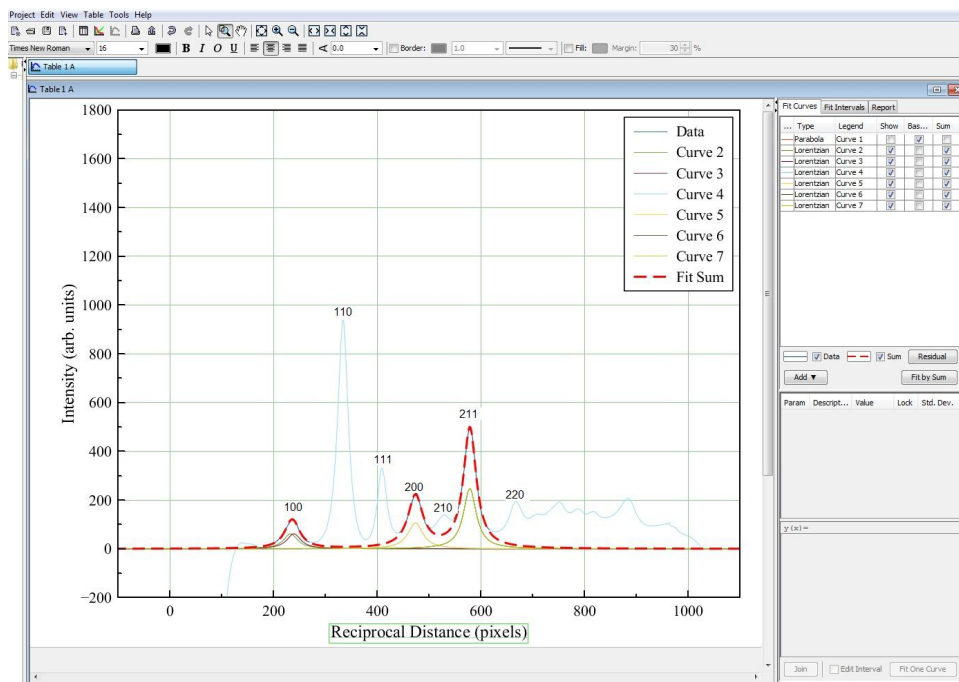 Project Edit View Table Tools Help
Times New Roman 16 B I O U 0.0 Border: 1.0 Fill: Margin: 30 %
Table 1 A
Table 1 A
Fit Curves Fit Intervals Report
... Type Legend Show Bas... Sum
Parabola Curve 1
Lorentzian Curve 2
Lorentzian Curve 3
Lorentzian Curve 4
Lorentzian Curve 5
Lorentzian Curve 6
Lorentzian Curve 7
Data Sum Residual
Add ▼ Fit by Sum
Param Descript... Value Lock Std. Dev.
y (x) =
Join Edit Interval Fit One Curve
1800
1600
1400
1200
1000
800
600
400
200
0
−200
Intensity (arb. units)
Data
Curve 2
Curve 3
Curve 4
Curve 5
Curve 6
Curve 7
Fit Sum
110
211
111
200
100
210
220
0 200 400 600 800 1000
Reciprocal Distance (pixels)